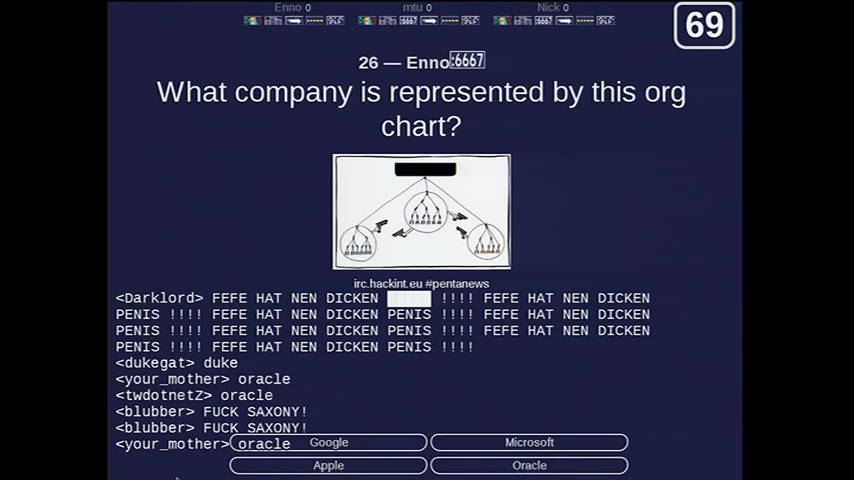 Enno 0
mtu 0
Nick 0
69
26 — Enno:6667
What company is represented by this org
chart?
irc.hackint.eu #pentanews
<Darklord> FEFE HAT NEN DICKEN !!!! FEFE HAT NEN DICKEN
PENIS !!!! FEFE HAT NEN DICKEN PENIS !!!! FEFE HAT NEN DICKEN
PENIS !!!! FEFE HAT NEN DICKEN PENIS !!!! FEFE HAT NEN DICKEN
PENIS !!!! FEFE HAT NEN DICKEN PENIS !!!!
<dukegat> duke
<your_mother> oracle
<twdotnetZ> oracle
<blubber> FUCK SAXONY!
<blubber> FUCK SAXONY!
<your_mother> oracle
Google
Microsoft
Apple
Oracle